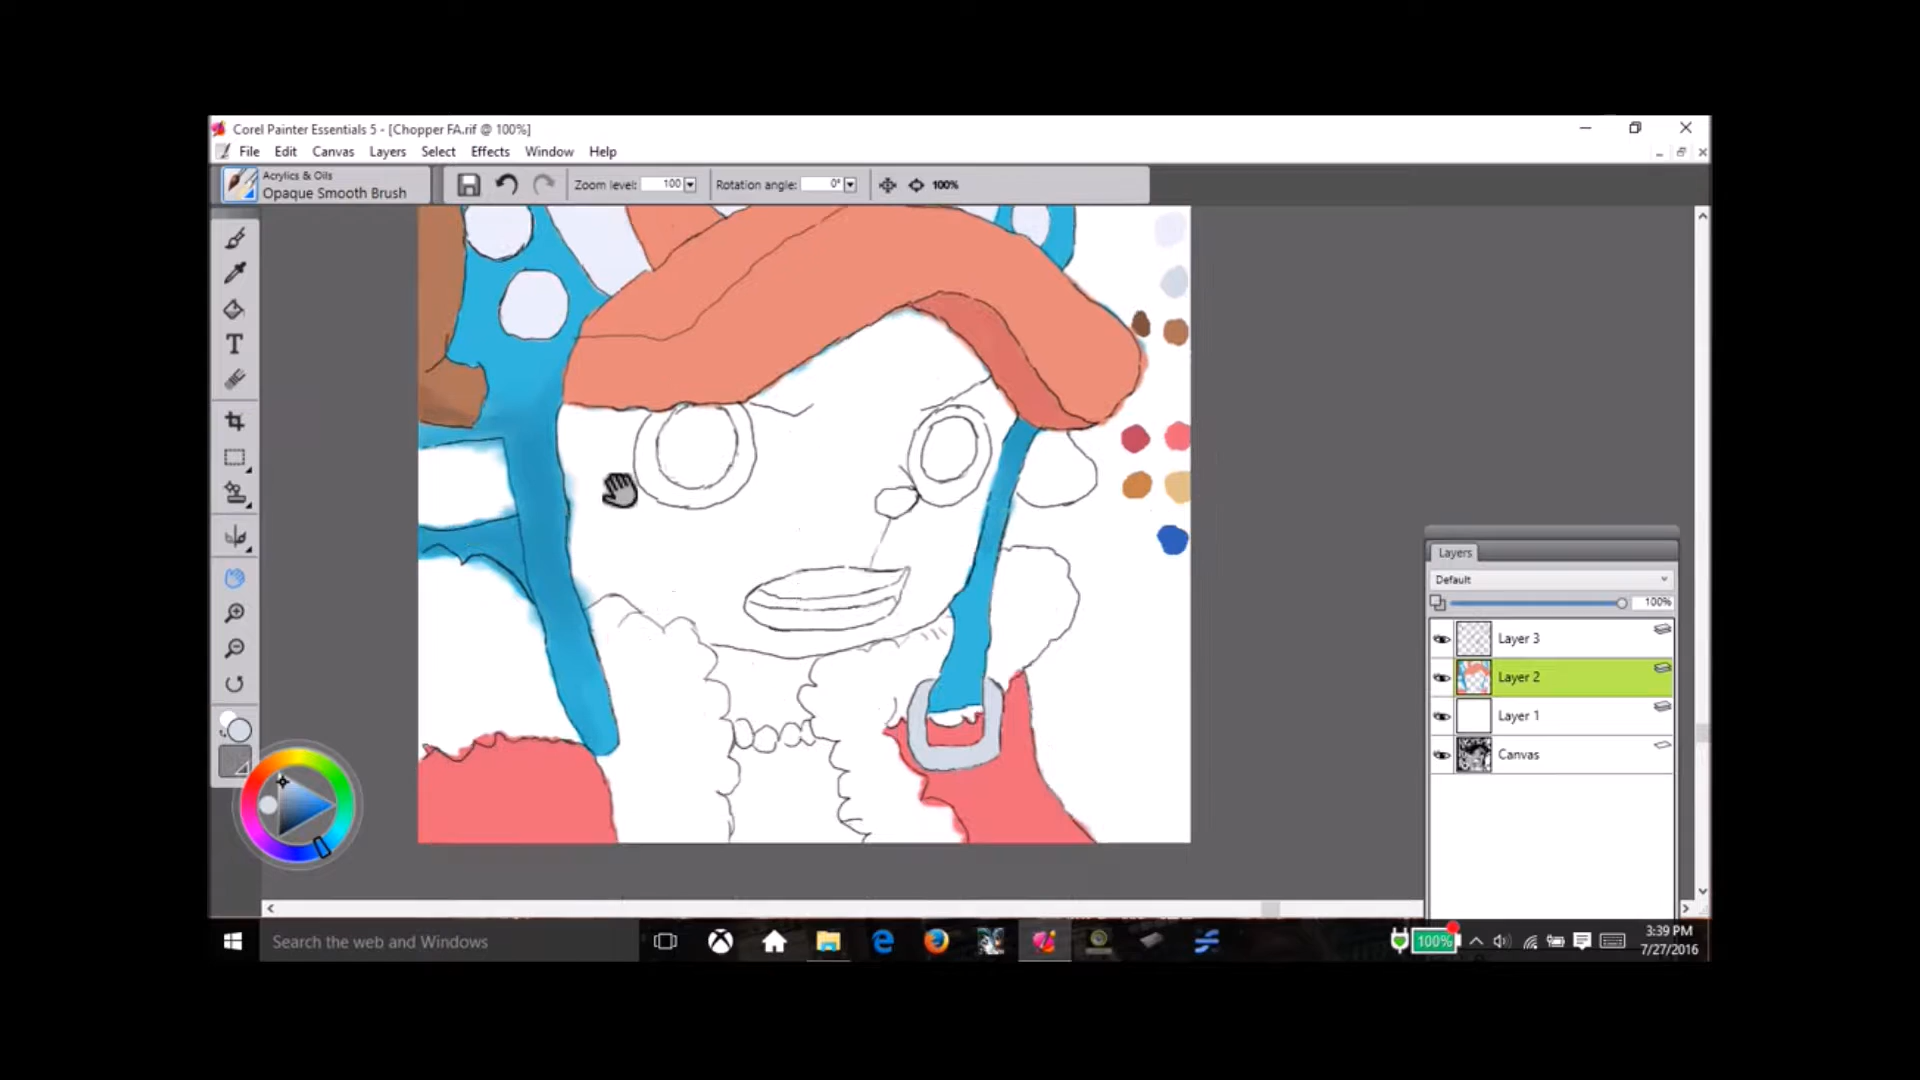 Corel Painter Essentials 5 - [Chopper FA.rif @ 100%]
File Edit Canvas Layers Select Effects Window Help
Acrylics & Oils
Opaque Smooth Brush
Zoom level: 100
Rotation angle: 0°
100%
T
Layers
Default
100%
Layer 3
Layer 2
Layer 1
Canvas
Search the web and Windows
100%
3:39 PM
7/27/2016